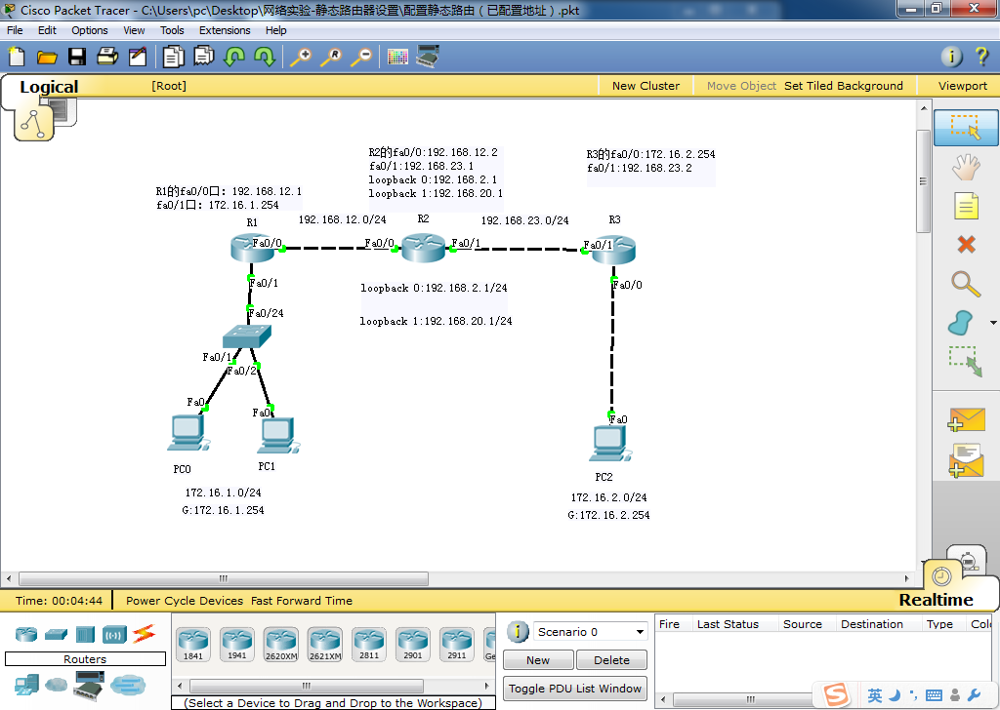 Cisco Packet Tracer - C:\Users\pc\Desktop\网络实验-静态路由器设置\配置静态路由（已配置地址）.pkt
File Edit Options View Tools Extensions Help
Logical
[Root]
New Cluster
Move Object
Set Tiled Background
Viewport
R2的fa0/0:192.168.12.2
fa0/1:192.168.23.1
loopback 0:192.168.2.1
loopback 1:192.168.20.1
R3的fa0/0:172.16.2.254
fa0/1:192.168.23.2
R1的fa0/0口：192.168.12.1
fa0/1口：172.16.1.254
192.168.12.0/24
192.168.23.0/24
R1
R2
R3
Fa0/0
Fa0/0
Fa0/1
Fa0/1
Fa0/1
Fa0/0
loopback 0:192.168.2.1/24
Fa0/24
loopback 1:192.168.20.1/24
Fa0/1
Fa0/2
Fa0
Fa0
Fa0
PC0
PC1
PC2
172.16.1.0/24
G:172.16.1.254
172.16.2.0/24
G:172.16.2.254
Time: 00:04:44
Power Cycle Devices Fast Forward Time
Realtime
Routers
1841
1941
2620XM
2621XM
2811
2901
2911
Ge
(Select a Device to Drag and Drop to the Workspace)
Scenario 0
New
Delete
Toggle PDU List Window
Fire
Last Status
Source
Destination
Type
Colo
S
英